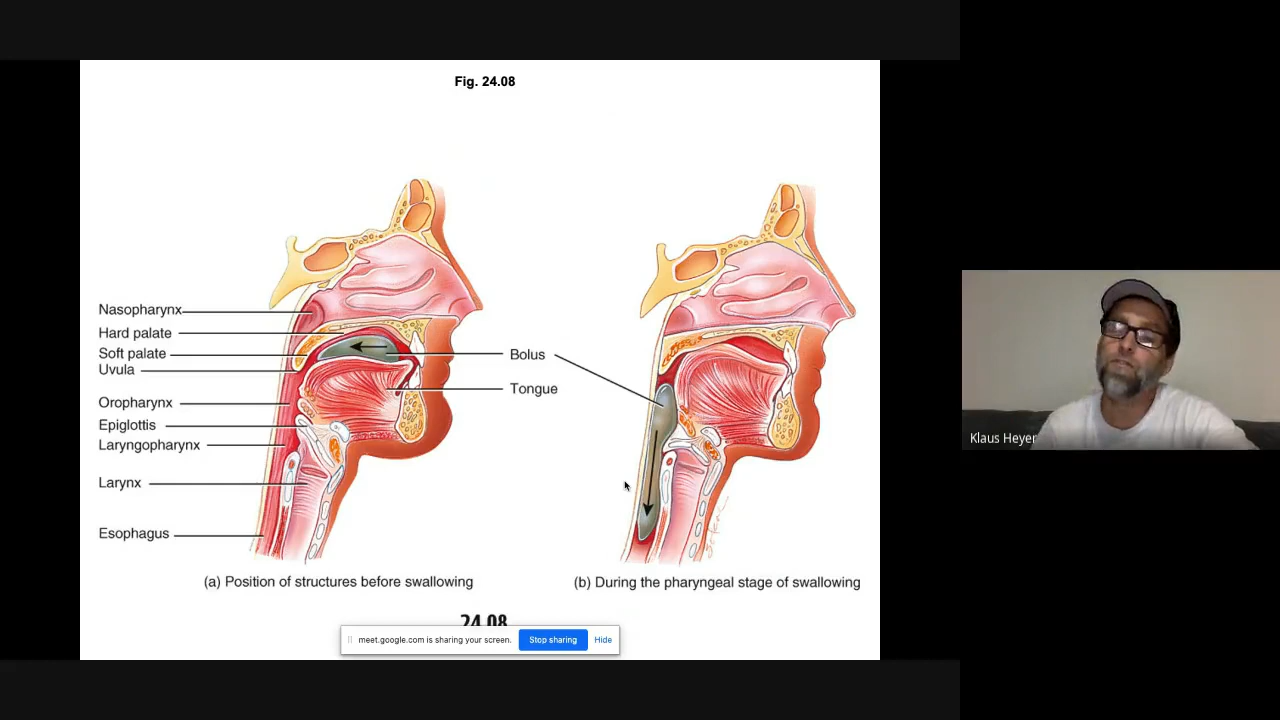 Fig. 24.08
Nasopharynx
Hard palate
Soft palate
Uvula
Oropharynx
Epiglottis
Laryngopharynx
Larynx
Esophagus
Bolus
Tongue
(a) Position of structures before swallowing
(b) During the pharyngeal stage of swallowing
24.08
meet.google.com is sharing your screen.
Stop sharing
Hide
Klaus Heyer